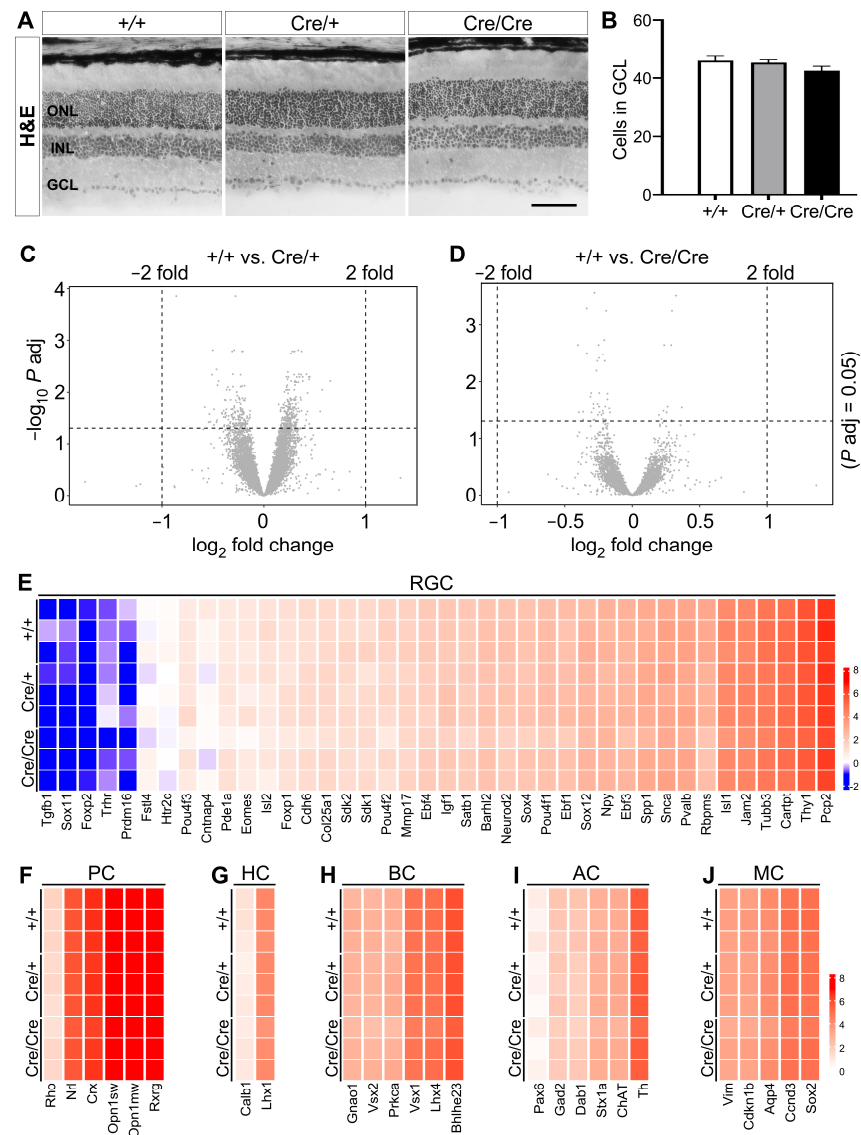 A
+/+
Cre/+
Cre/Cre
H&E
ONL
INL
GCL
B
Cells in GCL
60
40
20
0
+/+
Cre/+
Cre/Cre
C
+/+ vs. Cre/+
−2 fold
2 fold
−log10 P adj
4
3
2
1
0
−1
0
1
log2 fold change
D
+/+ vs. Cre/Cre
−2 fold
2 fold
3
2
1
0
−1
−0.5
0
0.5
1
log2 fold change
(P adj = 0.05)
E
RGC
+/+
Cre/+
Cre/Cre
8
6
4
2
0
−2
Tgfb1
Sox11
Foxp2
Trhr
Prdm16
Fstl4
Htr2c
Pou4f3
Cntnap4
Pde1a
Eomes
Isl2
Foxp1
Cdh6
Col25a1
Sdk2
Sdk1
Pou4f2
Mmp17
Ebf4
Igf1
Satb1
Barhl2
Neurod2
Sox4
Pou4f1
Ebf1
Sox12
Npy
Ebf3
Spp1
Snca
Pvalb
Rbpms
Isl1
Jam2
Tubb3
Cartpt
Thy1
Pcp2
F
PC
+/+
Cre/+
Cre/Cre
Rho
Nrl
Crx
Opn1sw
Opn1mw
Rxrg
G
HC
Calb1
Lhx1
H
BC
+/+
Cre/+
Cre/Cre
Gnao1
Vsx2
Prkca
Vsx1
Lhx4
Bhlhe23
I
AC
+/+
Cre/+
Cre/Cre
Pax6
Gad2
Dab1
Stx1a
ChAT
Th
J
MC
+/+
Cre/+
Cre/Cre
Vim
Cdkn1b
Aqp4
Ccnd3
Sox2
8
6
4
2
0